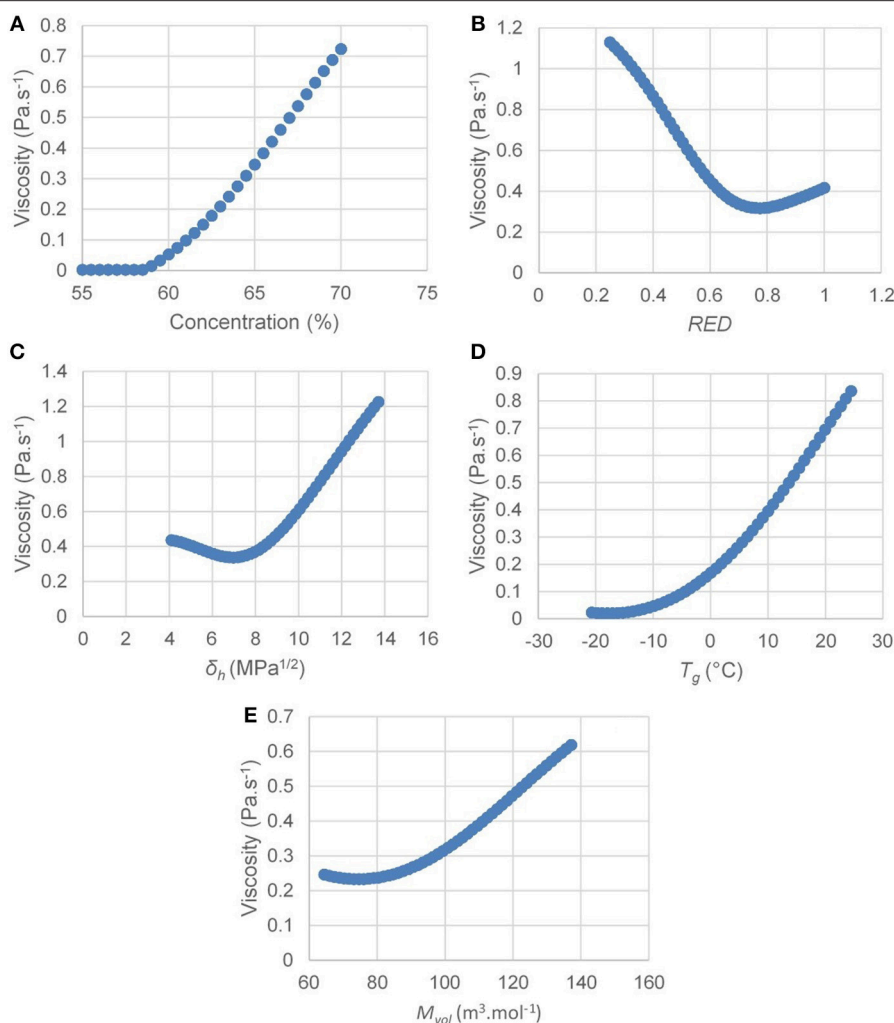 A
Viscosity (Pa.s-1)
0.8
0.7
0.6
0.5
0.4
0.3
0.2
0.1
0
55 60 65 70 75
Concentration (%)
B
Viscosity (Pa.s-1)
1.2
1
0.8
0.6
0.4
0.2
0
0 0.2 0.4 0.6 0.8 1 1.2
RED
C
Viscosity (Pa.s-1)
1.4
1.2
1
0.8
0.6
0.4
0.2
0
0 2 4 6 8 10 12 14 16
δh (MPa1/2)
D
Viscosity (Pa.s-1)
0.9
0.8
0.7
0.6
0.5
0.4
0.3
0.2
0.1
0
-30 -20 -10 0 10 20 30
Tg (°C)
E
Viscosity (Pa.s-1)
0.7
0.6
0.5
0.4
0.3
0.2
0.1
0
60 80 100 120 140 160
Mvol (m3.mol-1)